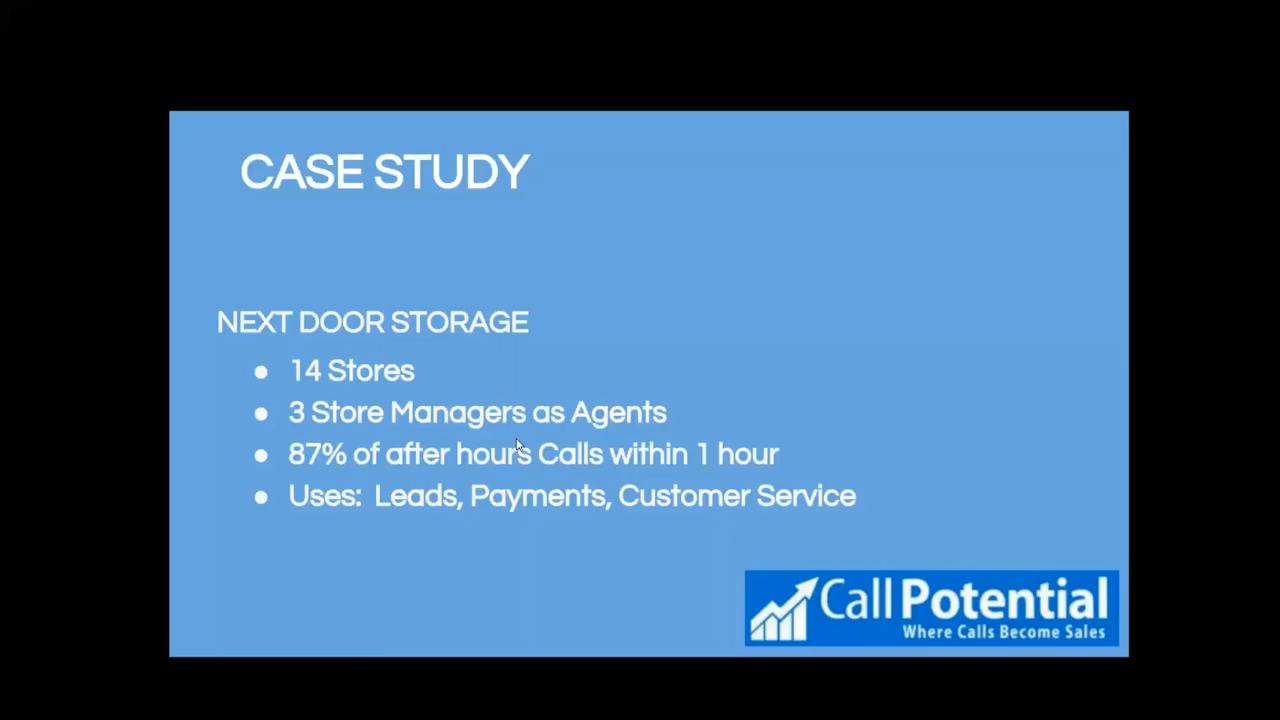 CASE STUDY
NEXT DOOR STORAGE
● 14 Stores
● 3 Store Managers as Agents
● 87% of after hours Calls within 1 hour
● Uses:  Leads, Payments, Customer Service
Call Potential
Where Calls Become Sales